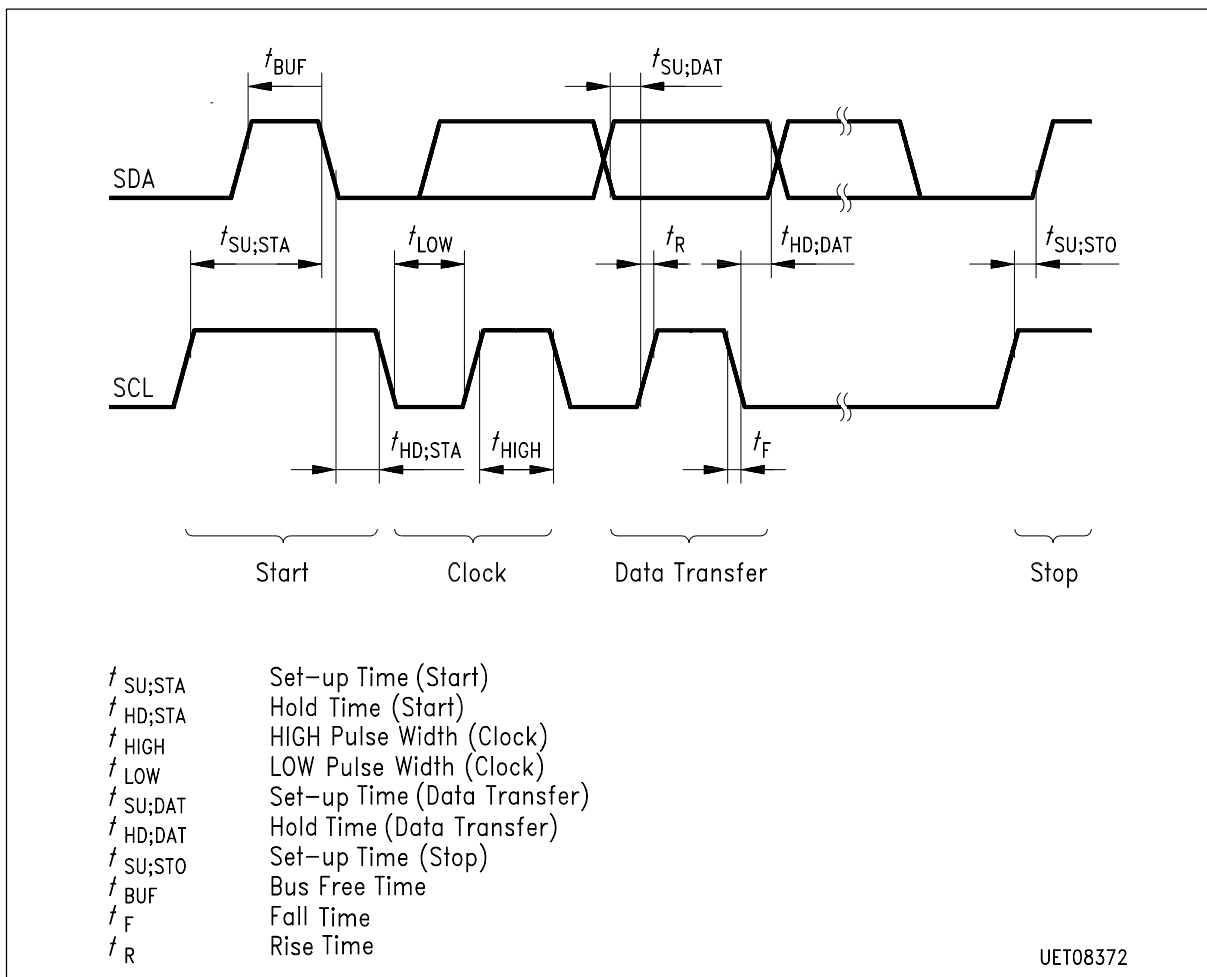 tBUF
tSU;DAT
SDA
tSU;STA
tLOW
tR
tHD;DAT
tSU;STO
SCL
tHD;STA
tHIGH
tF
Start
Clock
Data Transfer
Stop
tSU;STA Set-up Time (Start)
tHD;STA Hold Time (Start)
tHIGH HIGH Pulse Width (Clock)
tLOW LOW Pulse Width (Clock)
tSU;DAT Set-up Time (Data Transfer)
tHD;DAT Hold Time (Data Transfer)
tSU;STO Set-up Time (Stop)
tBUF Bus Free Time
tF Fall Time
tR Rise Time
UET08372